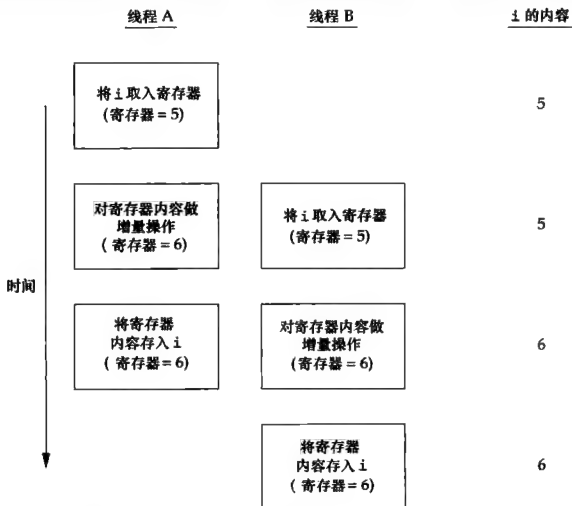 线程 A
线程 B
i 的内容
将 i 取入寄存器
(寄存器 = 5)
5
对寄存器内容做
增量操作
( 寄存器 = 6)
将 i 取入寄存器
(寄存器 = 5)
5
时间
将寄存器
内容存入 i
( 寄存器 = 6)
对寄存器内容做
增量操作
(寄存器 = 6)
6
将寄存器
内容存入 i
( 寄存器 = 6)
6